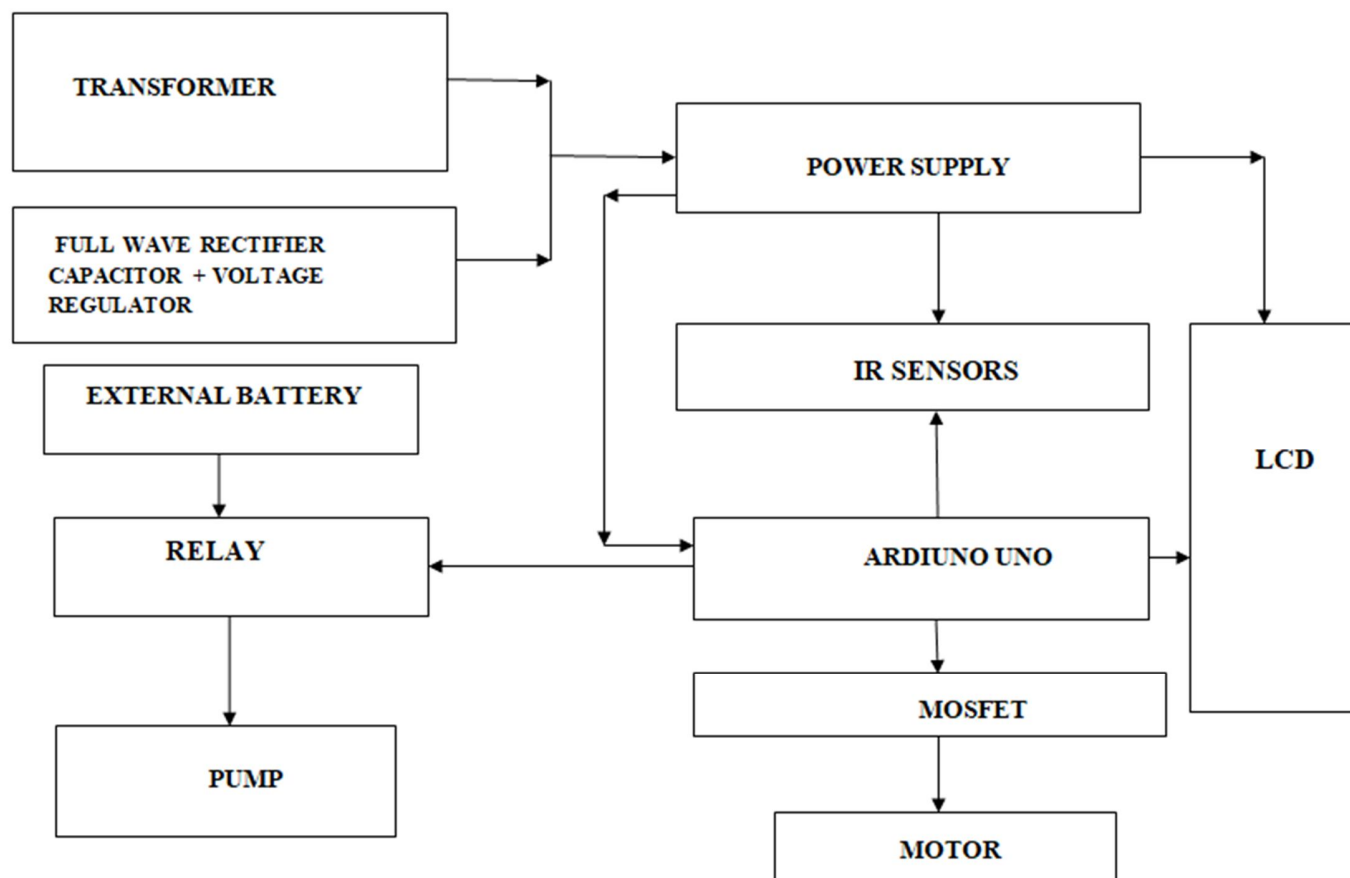 TRANSFORMER
POWER SUPPLY
FULL WAVE RECTIFIER
CAPACITOR + VOLTAGE
REGULATOR
IR SENSORS
EXTERNAL BATTERY
LCD
RELAY
ARDIUNO UNO
MOSFET
PUMP
MOTOR